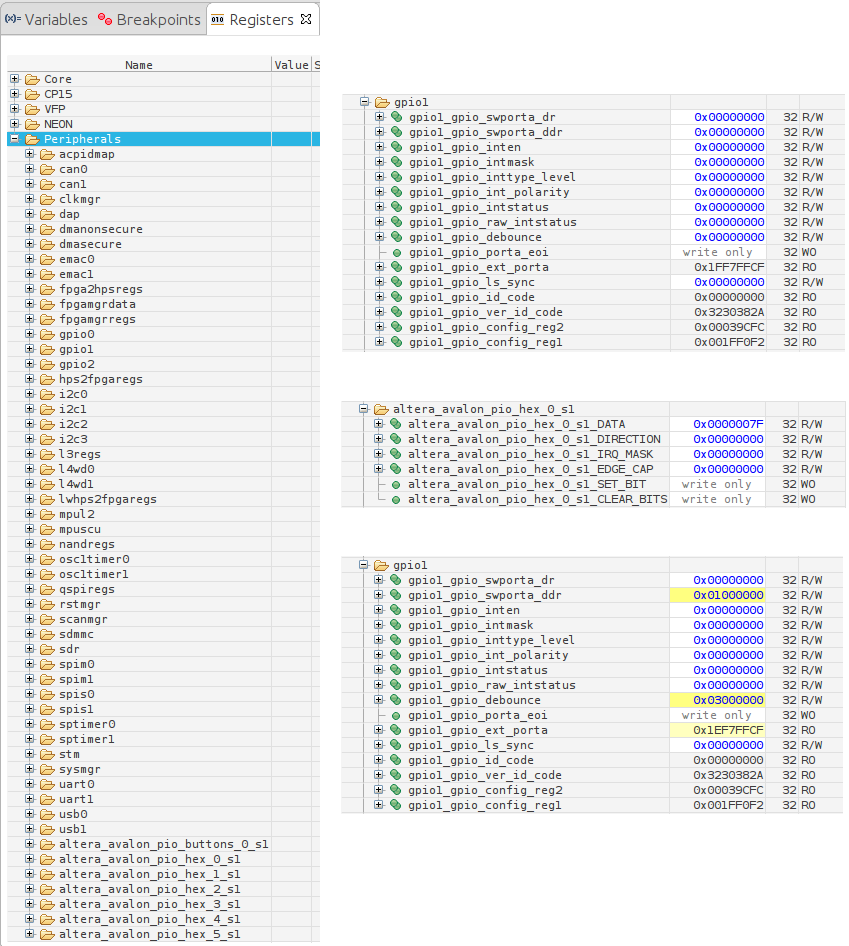 (x)= Variables Breakpoints 010 Registers
Name Value S
Core
CP15
VFP
NEON
Peripherals
acpidmap
can0
can1
clkmgr
dap
dmanonsecure
dmasecure
emac0
emac1
fpga2hpsregs
fpgamgrdata
fpgamgrregs
gpio0
gpio1
gpio2
hps2fpgaregs
i2c0
i2c1
i2c2
i2c3
l3regs
l4wd0
l4wd1
lwhps2fpgaregs
mpul2
mpuscu
nandregs
osc1timer0
osc1timer1
qspiregs
rstmgr
scanmgr
sdmmc
sdr
spim0
spim1
spis0
spis1
sptimer0
sptimer1
stm
sysmgr
uart0
uart1
usb0
usb1
altera_avalon_pio_buttons_0_s1
altera_avalon_pio_hex_0_s1
altera_avalon_pio_hex_1_s1
altera_avalon_pio_hex_2_s1
altera_avalon_pio_hex_3_s1
altera_avalon_pio_hex_4_s1
altera_avalon_pio_hex_5_s1
gpio1
gpio1_gpio_swporta_dr 0x00000000 32 R/W
gpio1_gpio_swporta_ddr 0x00000000 32 R/W
gpio1_gpio_inten 0x00000000 32 R/W
gpio1_gpio_intmask 0x00000000 32 R/W
gpio1_gpio_inttype_level 0x00000000 32 R/W
gpio1_gpio_int_polarity 0x00000000 32 R/W
gpio1_gpio_intstatus 0x00000000 32 R/W
gpio1_gpio_raw_intstatus 0x00000000 32 R/W
gpio1_gpio_debounce 0x00000000 32 R/W
gpio1_gpio_porta_eoi write only 32 WO
gpio1_gpio_ext_porta 0x1FF7FFCF 32 RO
gpio1_gpio_ls_sync 0x00000000 32 R/W
gpio1_gpio_id_code 0x00000000 32 RO
gpio1_gpio_ver_id_code 0x3230382A 32 RO
gpio1_gpio_config_reg2 0x00039CFC 32 RO
gpio1_gpio_config_reg1 0x001FF0F2 32 RO
altera_avalon_pio_hex_0_s1
altera_avalon_pio_hex_0_s1_DATA 0x0000007F 32 R/W
altera_avalon_pio_hex_0_s1_DIRECTION 0x00000000 32 R/W
altera_avalon_pio_hex_0_s1_IRQ_MASK 0x00000000 32 R/W
altera_avalon_pio_hex_0_s1_EDGE_CAP 0x00000000 32 R/W
altera_avalon_pio_hex_0_s1_SET_BIT write only 32 WO
altera_avalon_pio_hex_0_s1_CLEAR_BITS write only 32 WO
gpio1
gpio1_gpio_swporta_dr 0x00000000 32 R/W
gpio1_gpio_swporta_ddr 0x01000000 32 R/W
gpio1_gpio_inten 0x00000000 32 R/W
gpio1_gpio_intmask 0x00000000 32 R/W
gpio1_gpio_inttype_level 0x00000000 32 R/W
gpio1_gpio_int_polarity 0x00000000 32 R/W
gpio1_gpio_intstatus 0x00000000 32 R/W
gpio1_gpio_raw_intstatus 0x00000000 32 R/W
gpio1_gpio_debounce 0x03000000 32 R/W
gpio1_gpio_porta_eoi write only 32 WO
gpio1_gpio_ext_porta 0x1EF7FFCF 32 RO
gpio1_gpio_ls_sync 0x00000000 32 R/W
gpio1_gpio_id_code 0x00000000 32 RO
gpio1_gpio_ver_id_code 0x3230382A 32 RO
gpio1_gpio_config_reg2 0x00039CFC 32 RO
gpio1_gpio_config_reg1 0x001FF0F2 32 RO